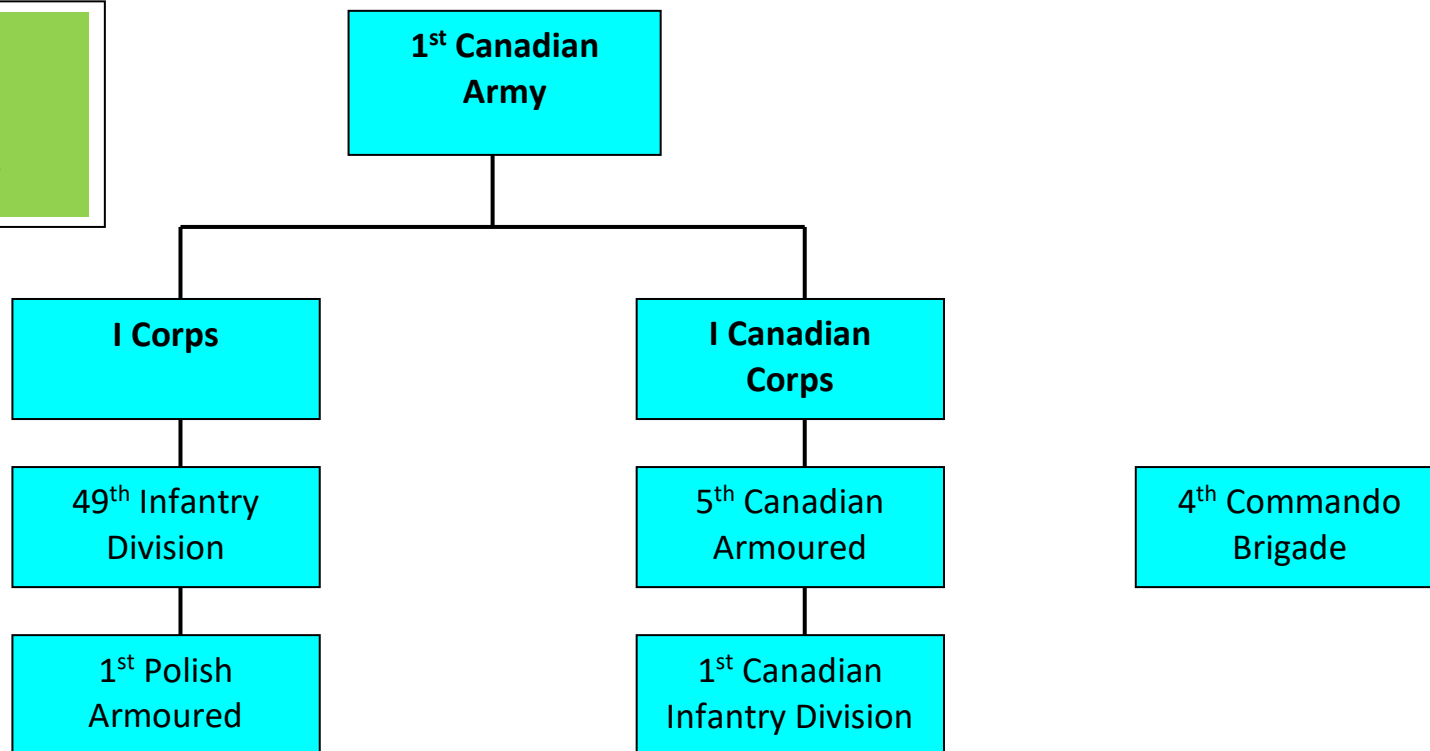 1st Canadian
Army
I Corps
I Canadian
Corps
49th Infantry
Division
5th Canadian
Armoured
4th Commando
Brigade
1st Polish
Armoured
1st Canadian
Infantry Division